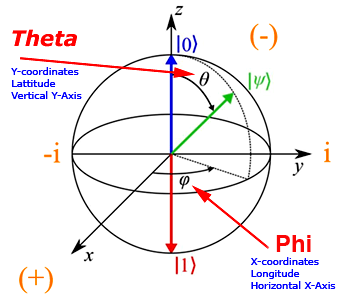 z
Theta
|0⟩
(-)
Y-coordinates
Lattitude
Vertical Y-Axis
θ
|ψ⟩
-i
y
i
φ
x
Phi
|1⟩
X-coordinates
Longitude
Horizontal X-Axis
(+)